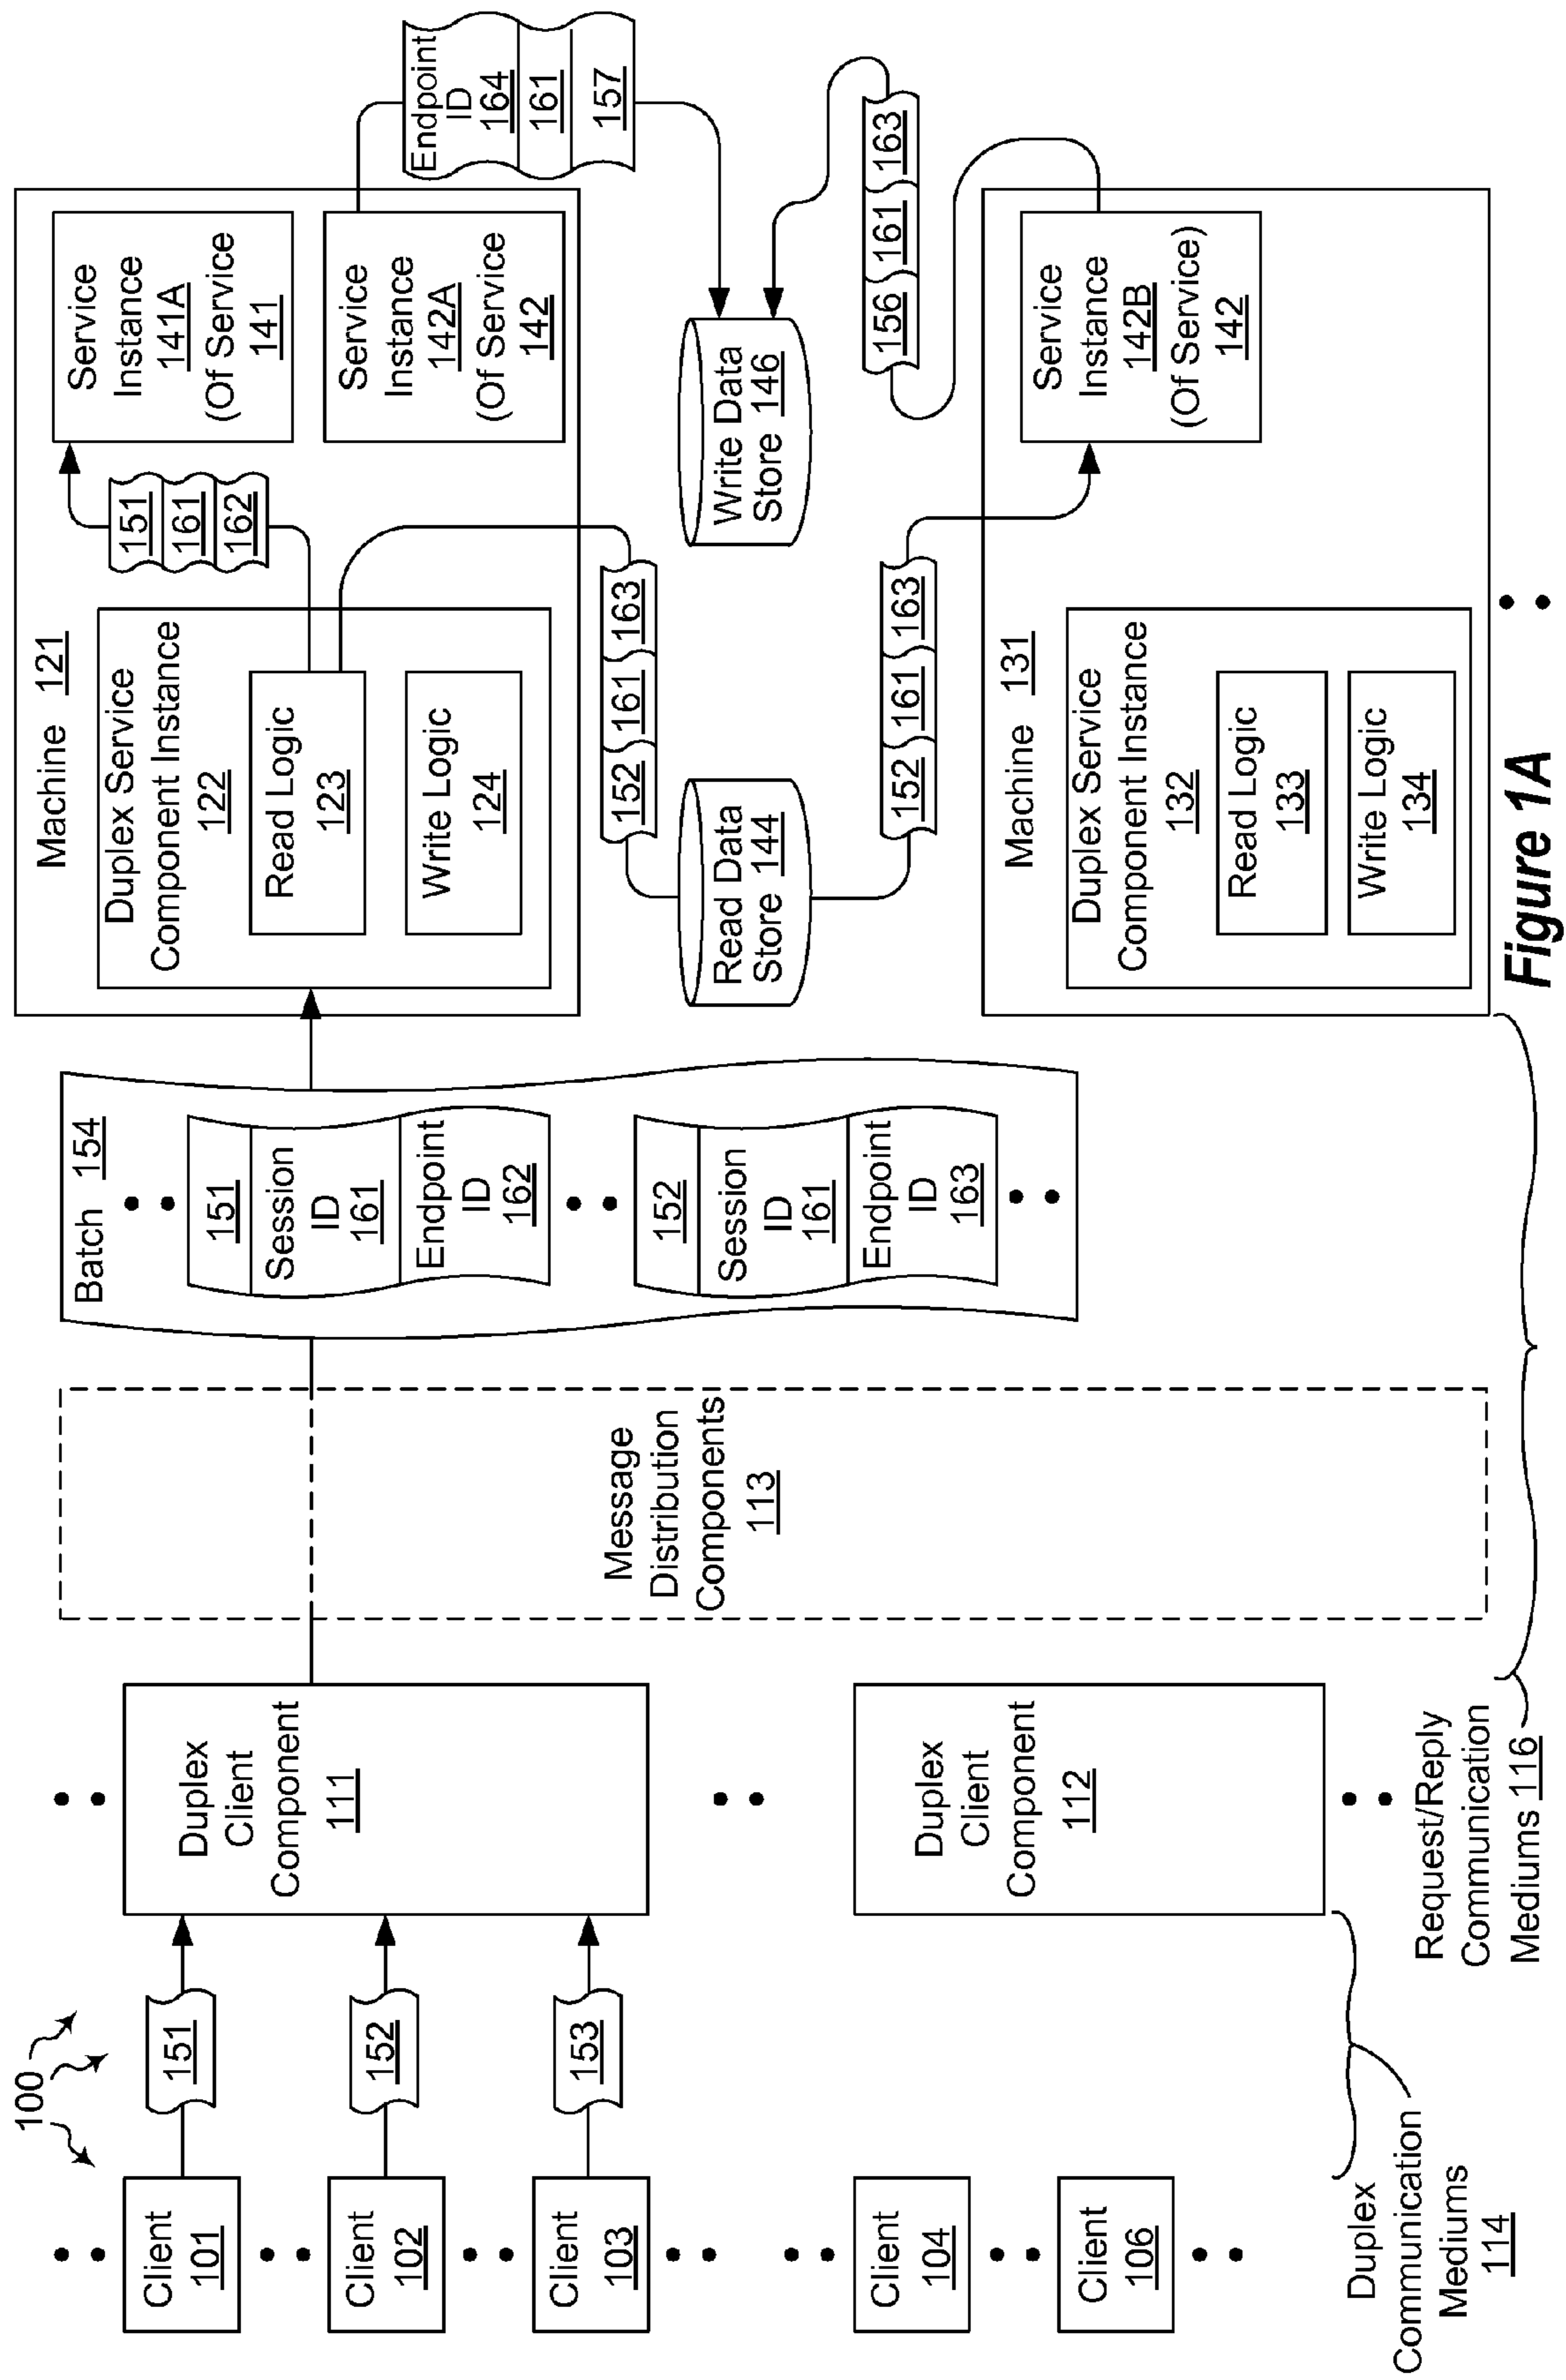 100
Client
101
Client
102
Client
103
Client
104
Client
106
151
152
153
Duplex
Communication
Mediums
114
Duplex
Client
Component
111
Duplex
Client
Component
112
Request/Reply
Communication
Mediums 116
Message
Distribution
Components
113
Batch 154
151
Session
ID
161
Endpoint
ID
162
152
Session
ID
161
Endpoint
ID
163
Machine 121
Duplex Service
Component Instance
122
Read Logic
123
Write Logic
124
151
161
162
Service
Instance
141A
(Of Service)
141
Service
Instance
142A
(Of Service)
142
Endpoint
ID
164
161
157
152 161 163
Read Data
Store 144
Write Data
Store 146
152 161 163
156 161 163
Machine 131
Duplex Service
Component Instance
132
Read Logic
133
Write Logic
134
Service
Instance
142B
(Of Service)
142
Figure 1A